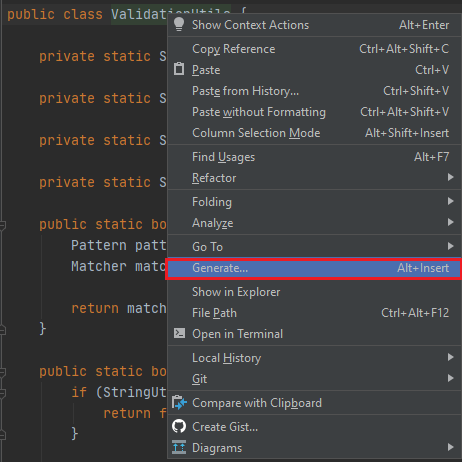 public class ValidationUtils {
Show Context Actions Alt+Enter
Copy Reference Ctrl+Alt+Shift+C
private static S
Paste Ctrl+V
Paste from History... Ctrl+Shift+V
private static S
Paste without Formatting Ctrl+Alt+Shift+V
Column Selection Mode Alt+Shift+Insert
private static S
Find Usages Alt+F7
Refactor
private static S
Folding
public static bo
Analyze
Pattern patt
Go To
Matcher matc
Generate... Alt+Insert
Show in Explorer
return match
File Path Ctrl+Alt+F12
}
Open in Terminal
Local History
public static bo
Git
if (StringUt
Compare with Clipboard
return f
Create Gist...
}
Diagrams